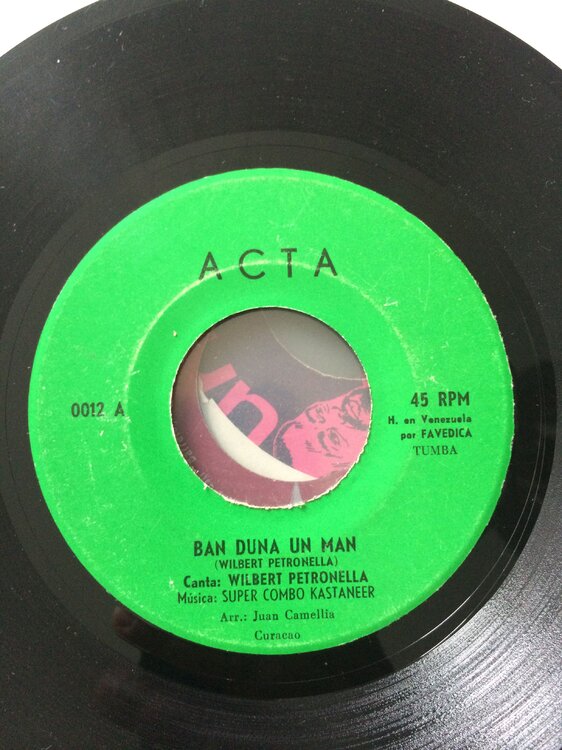 ACTA
0012 A
45 RPM
H. en Venezuela
por FAVEDICA
TUMBA
BAN DUNA UN MAN
(WILBERT PETRONELLA)
Canta: WILBERT PETRONELLA
Música: SUPER COMBO KASTANEER
Arr.: Juan Camellia
Curacao